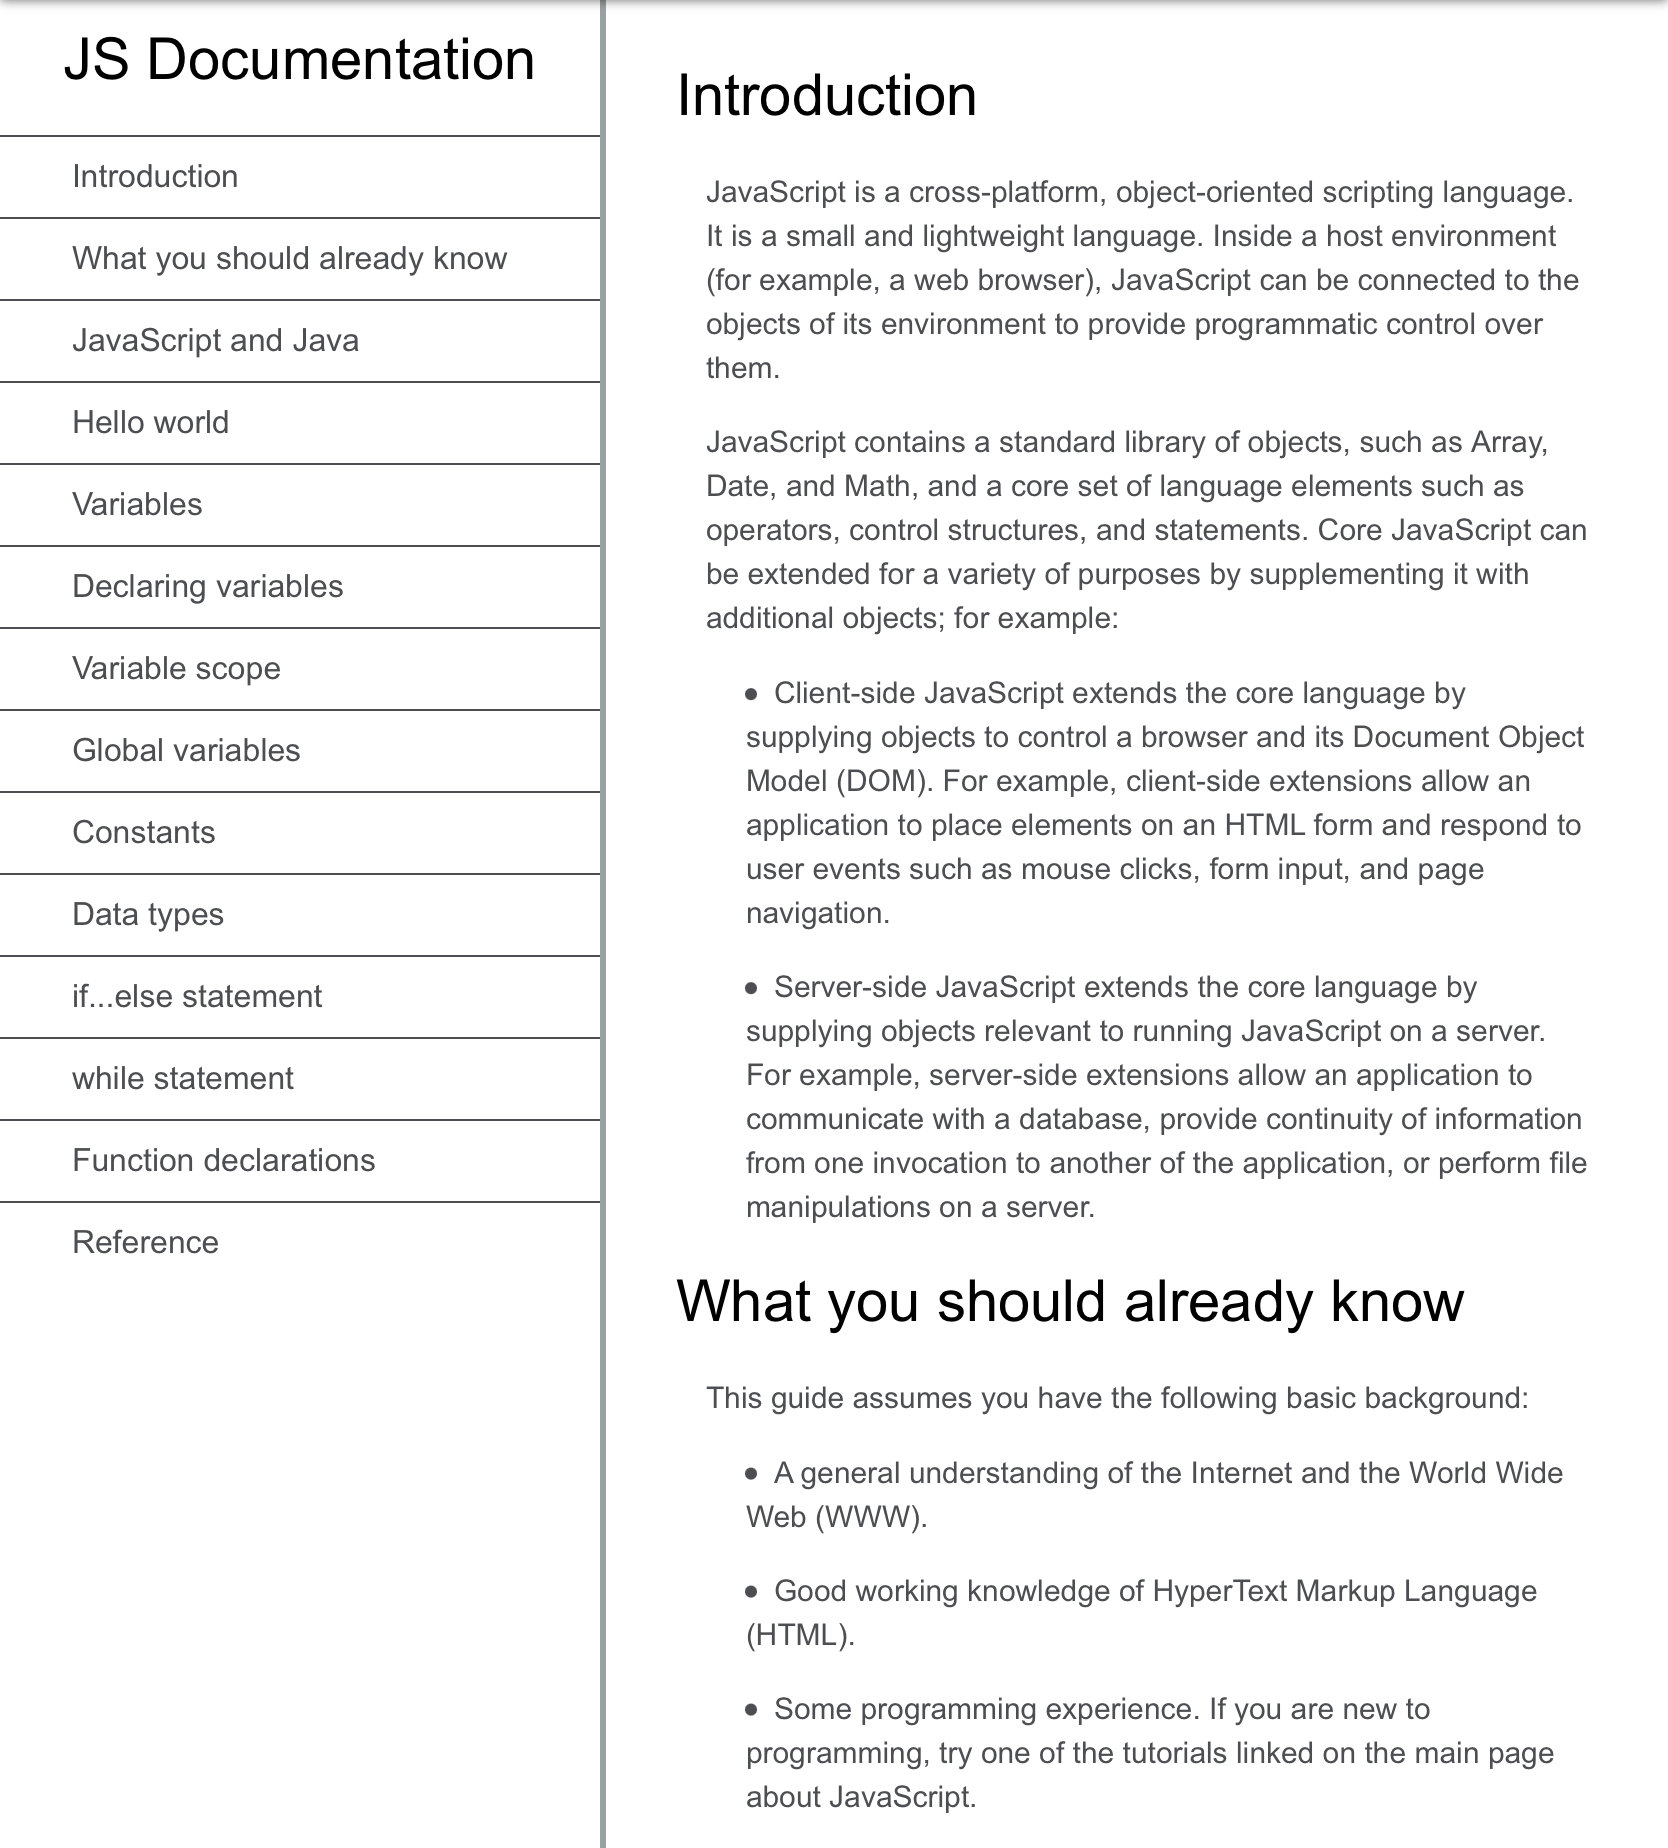 JS Documentation
Introduction
What you should already know
JavaScript and Java
Hello world
Variables
Declaring variables
Variable scope
Global variables
Constants
Data types
if...else statement
while statement
Function declarations
Reference
Introduction
JavaScript is a cross-platform, object-oriented scripting language.
It is a small and lightweight language. Inside a host environment
(for example, a web browser), JavaScript can be connected to the
objects of its environment to provide programmatic control over
them.
JavaScript contains a standard library of objects, such as Array,
Date, and Math, and a core set of language elements such as
operators, control structures, and statements. Core JavaScript can
be extended for a variety of purposes by supplementing it with
additional objects; for example:
• Client-side JavaScript extends the core language by
supplying objects to control a browser and its Document Object
Model (DOM). For example, client-side extensions allow an
application to place elements on an HTML form and respond to
user events such as mouse clicks, form input, and page
navigation.
• Server-side JavaScript extends the core language by
supplying objects relevant to running JavaScript on a server.
For example, server-side extensions allow an application to
communicate with a database, provide continuity of information
from one invocation to another of the application, or perform file
manipulations on a server.
What you should already know
This guide assumes you have the following basic background:
• A general understanding of the Internet and the World Wide
Web (WWW).
• Good working knowledge of HyperText Markup Language
(HTML).
• Some programming experience. If you are new to
programming, try one of the tutorials linked on the main page
about JavaScript.